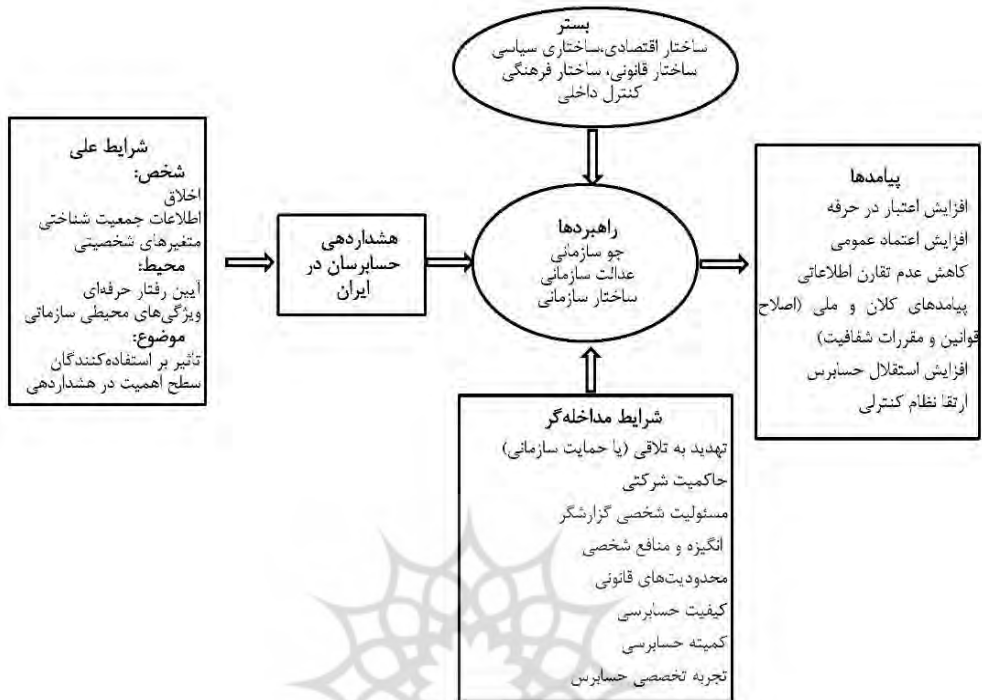 بستر
ساختار اقتصادی،ساختاری سیاسی
ساختار قانونی، ساختار فرهنگی
کنترل داخلی
شرایط علی
شخص:
اخلاق
اطلاعات جمعیت شناختی
متغیرهای شخصیتی
محیط:
آیین رفتار حرفه‌ای
ویژگی‌های محیطی سازمانی
موضوع:
تأثیر بر استفاده‌کنندگان
سطح اهمیت در هشداردهی
هشداردهی
حسابرسان در
ایران
راهبردها
جو سازمانی
عدالت سازمانی
ساختار سازمانی
پیامدها
افزایش اعتبار در حرفه
افزایش اعتماد عمومی
کاهش عدم تقارن اطلاعاتی
پیامدهای کلان و ملی (اصلاح
قوانین و مقررات شفافیت)
افزایش استقلال حسابرس
ارتقا نظام کنترلی
شرایط مداخله‌گر
تهدید به تلاقی (یا حمایت سازمانی)
حاکمیت شرکتی
مسئولیت شخصی گزارشگر
انگیزه و منافع شخصی
محدودیت‌های قانونی
کیفیت حسابرسی
کمیته حسابرسی
تجربه تخصصی حسابرس